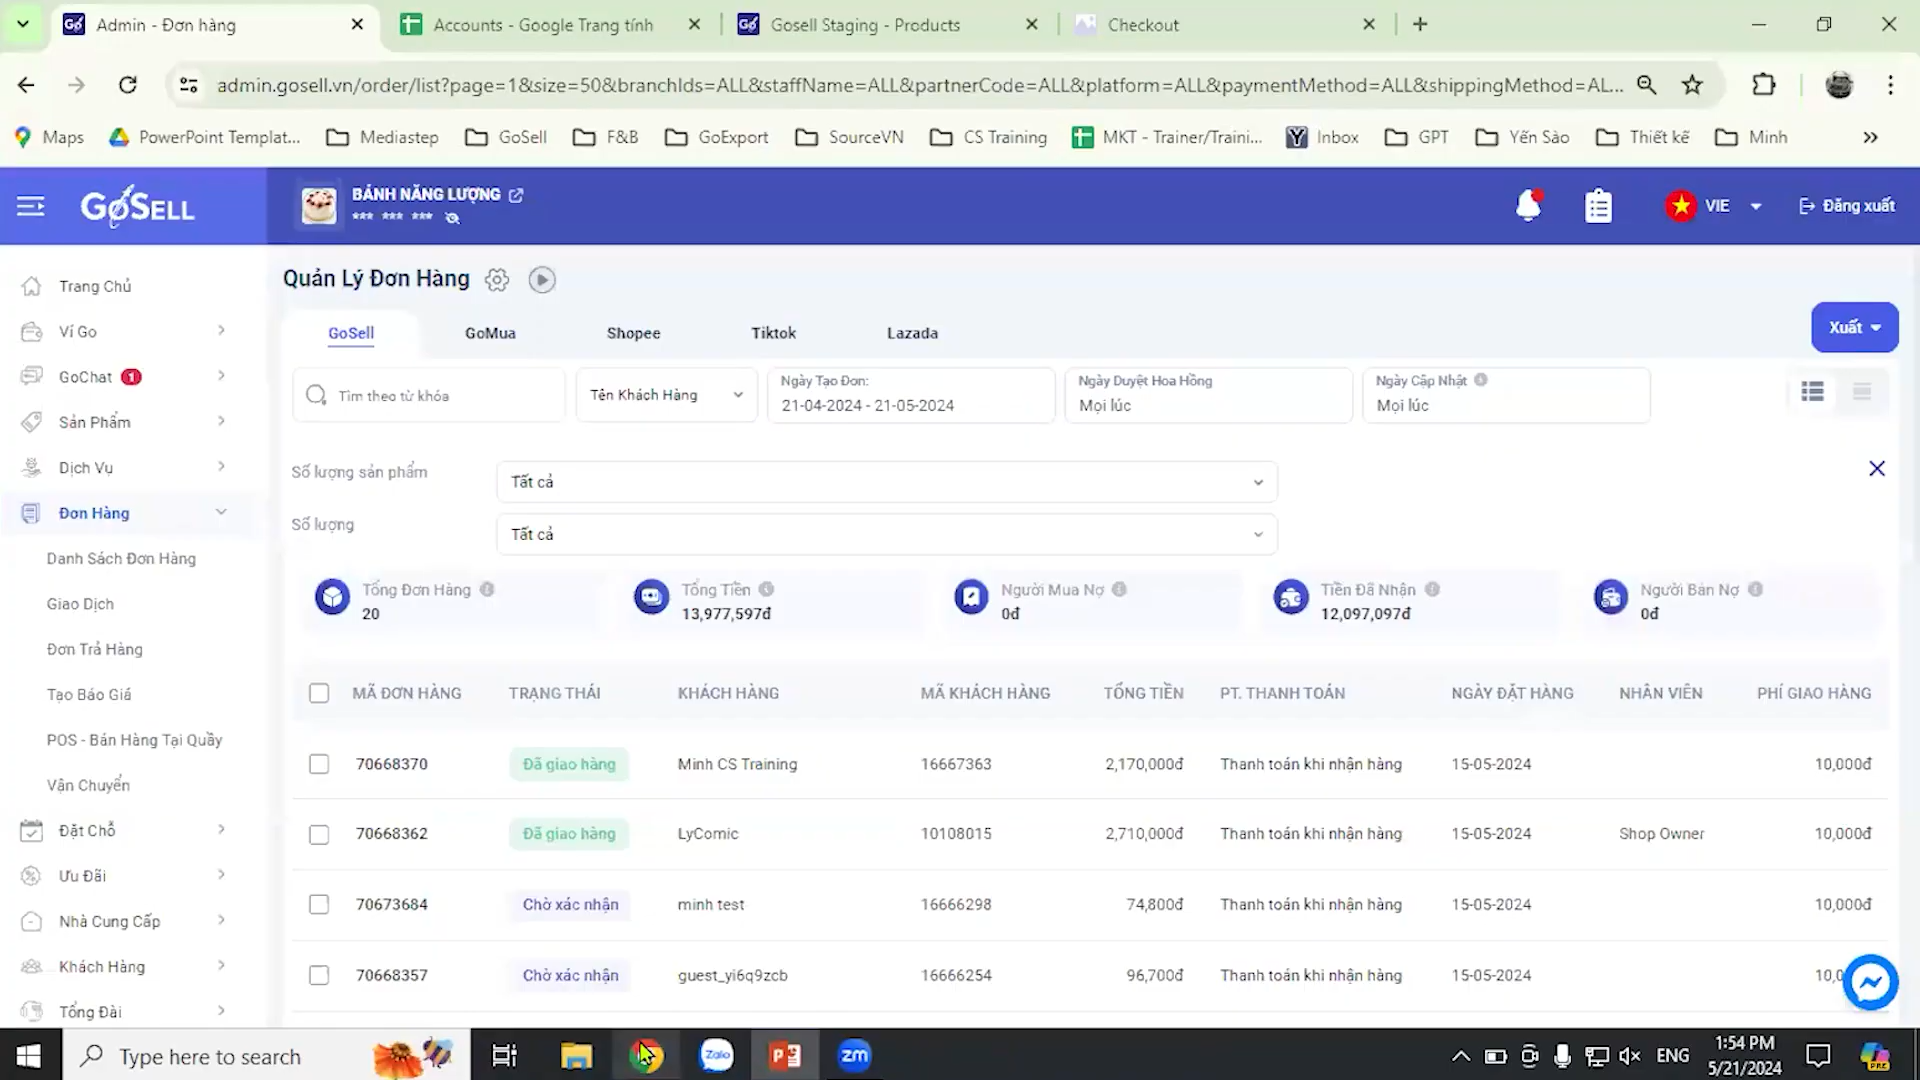 Admin - Đơn hàng
Accounts - Google Trang tính
Gosell Staging - Products
Checkout
admin.gosell.vn/order/list?page=1&size=50&branchIds=ALL&staffName=ALL&partnerCode=ALL&platform=ALL&paymentMethod=ALL&shippingMethod=AL...
Maps
PowerPoint Templat...
Mediastep
GoSell
F&B
GoExport
SourceVN
CS Training
MKT - Trainer/Traini...
Inbox
GPT
Yến Sào
Thiết kế
Minh
»
GOSELL
BÁNH NĂNG LƯỢNG
*** *** ***
VIE
Đăng xuất
Trang Chủ
Ví Go
GoChat 1
Sản Phẩm
Dịch Vụ
Đơn Hàng
Danh Sách Đơn Hàng
Giao Dịch
Đơn Trả Hàng
Tạo Báo Giá
POS - Bán Hàng Tại Quầy
Vận Chuyển
Đặt Chỗ
Ưu Đãi
Nhà Cung Cấp
Khách Hàng
Tổng Đài
Quản Lý Đơn Hàng
GoSell
GoMua
Shopee
Tiktok
Lazada
Xuất
Tìm theo từ khóa
Tên Khách Hàng
Ngày Tạo Đơn:
21-04-2024 - 21-05-2024
Ngày Duyệt Hoa Hồng
Mọi lúc
Ngày Cập Nhật
Mọi lúc
Số lượng sản phẩm
Tất cả
Số lượng
Tất cả
Tổng Đơn Hàng
20
Tổng Tiền
13,977,597đ
Người Mua Nợ
0đ
Tiền Đã Nhận
12,097,097đ
Người Bán Nợ
0đ
MÃ ĐƠN HÀNG TRẠNG THÁI KHÁCH HÀNG MÃ KHÁCH HÀNG TỔNG TIỀN PT. THANH TOÁN NGÀY ĐẶT HÀNG NHÂN VIÊN PHÍ GIAO HÀNG
70668370 Đã giao hàng Minh CS Training 16667363 2,170,000đ Thanh toán khi nhận hàng 15-05-2024 10,000đ
70668362 Đã giao hàng LyComic 10108015 2,710,000đ Thanh toán khi nhận hàng 15-05-2024 Shop Owner 10,000đ
70673684 Chờ xác nhận minh test 16666298 74,800đ Thanh toán khi nhận hàng 15-05-2024 10,000đ
70668357 Chờ xác nhận guest_yi6q9zcb 16666254 96,700đ Thanh toán khi nhận hàng 15-05-2024 10,0
Type here to search
Zalo
zm
ENG
1:54 PM
5/21/2024
PRE